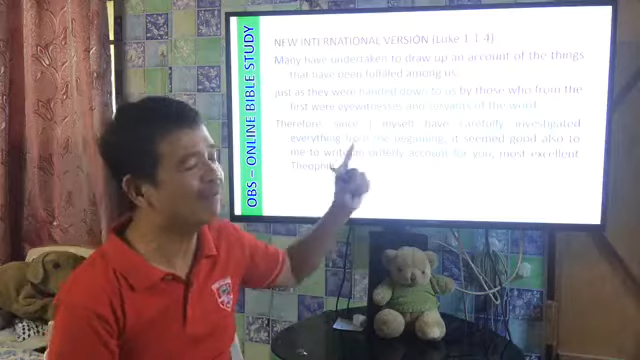 OBS – ONLINE BIBLE STUDY
NEW INTERNATIONAL VERSION (Luke 1:1-4)
Many have undertaken to draw up an account of the things
that have been fulfilled among us,
just as they were handed down to us by those who from the
first were eyewitnesses and servants of the word.
Therefore, since I myself have carefully investigated
everything from the beginning, it seemed good also to
me to write an orderly account for you, most excellent